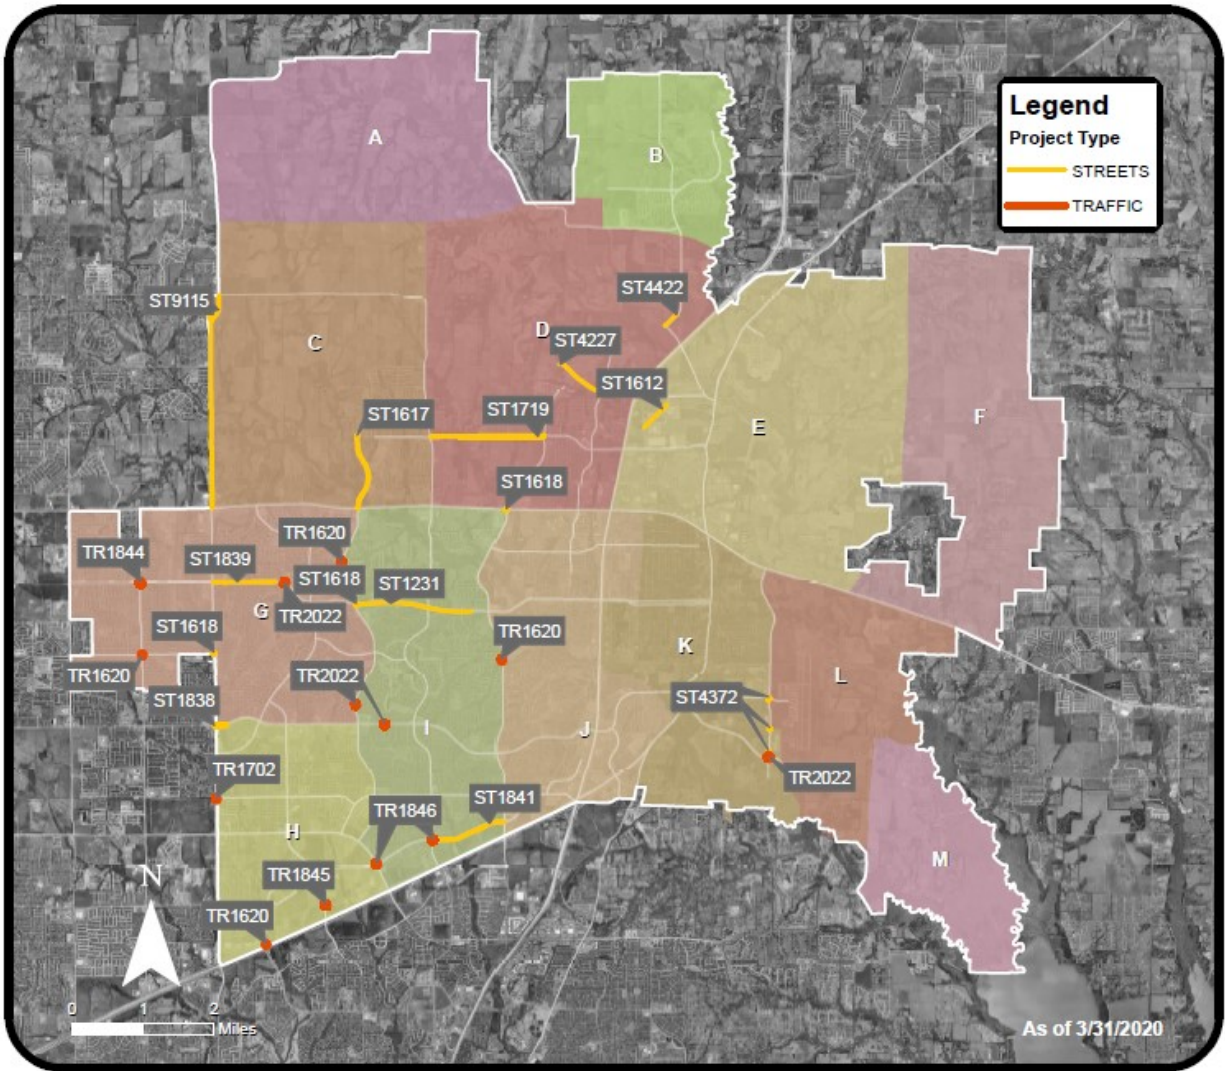 A
B
Legend
Project Type
STREETS
TRAFFIC
ST9115
ST4422
C
D
ST4227
ST1612
ST1617
ST1719
E
F
ST1618
TR1620
TR1844
ST1839
ST1618
ST1231
G
TR2022
ST1618
TR1620
TR1620
TR2022
K
L
ST1838
ST4372
I
J
TR1702
TR2022
TR1846
ST1841
H
M
N
TR1845
TR1620
0 1 2
Miles
As of 3/31/2020